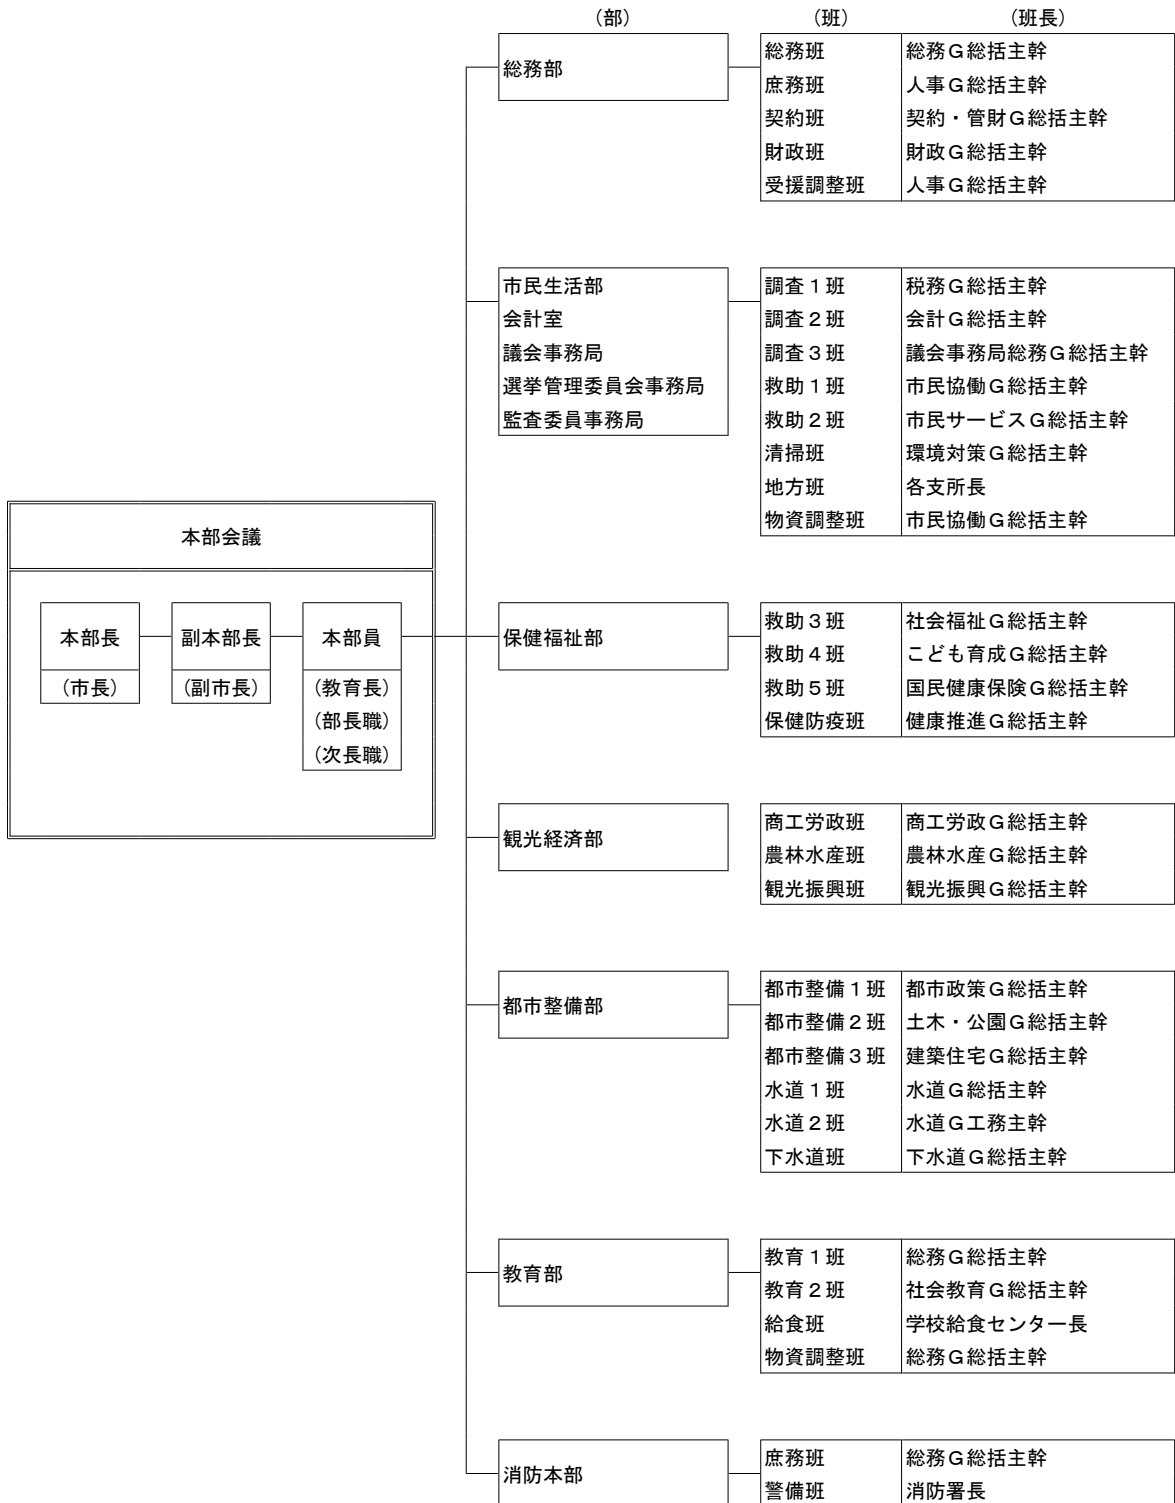 （部） （班） （班長）
総務部
総務班 総務Ｇ総括主幹
庶務班 人事Ｇ総括主幹
契約班 契約・管財Ｇ総括主幹
財政班 財政Ｇ総括主幹
受援調整班 人事Ｇ総括主幹
市民生活部
会計室
議会事務局
選挙管理委員会事務局
監査委員事務局
調査１班 税務Ｇ総括主幹
調査２班 会計Ｇ総括主幹
調査３班 議会事務局総務Ｇ総括主幹
救助１班 市民協働Ｇ総括主幹
救助２班 市民サービスＧ総括主幹
清掃班 環境対策Ｇ総括主幹
地方班 各支所長
物資調整班 市民協働Ｇ総括主幹
本部会議
本部長 副本部長 本部員
（市長） （副市長） （教育長）
（部長職）
（次長職）
保健福祉部
救助３班 社会福祉Ｇ総括主幹
救助４班 こども育成Ｇ総括主幹
救助５班 国民健康保険Ｇ総括主幹
保健防疫班 健康推進Ｇ総括主幹
観光経済部
商工労政班 商工労政Ｇ総括主幹
農林水産班 農林水産Ｇ総括主幹
観光振興班 観光振興Ｇ総括主幹
都市整備部
都市整備１班 都市政策Ｇ総括主幹
都市整備２班 土木・公園Ｇ総括主幹
都市整備３班 建築住宅Ｇ総括主幹
水道１班 水道Ｇ総括主幹
水道２班 水道Ｇ工務主幹
下水道班 下水道Ｇ総括主幹
教育部
教育１班 総務Ｇ総括主幹
教育２班 社会教育Ｇ総括主幹
給食班 学校給食センター長
物資調整班 総務Ｇ総括主幹
消防本部
庶務班 総務Ｇ総括主幹
警備班 消防署長